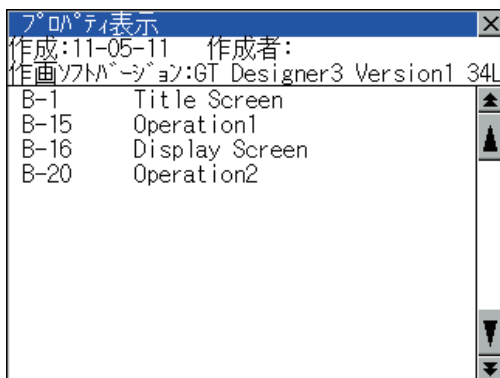 プロパティ表示
作成:11-05-11 作成者:
作画ソフトバージョン:GT Designer3 Version1 34L
B-1 Title Screen
B-15 Operation1
B-16 Display Screen
B-20 Operation2